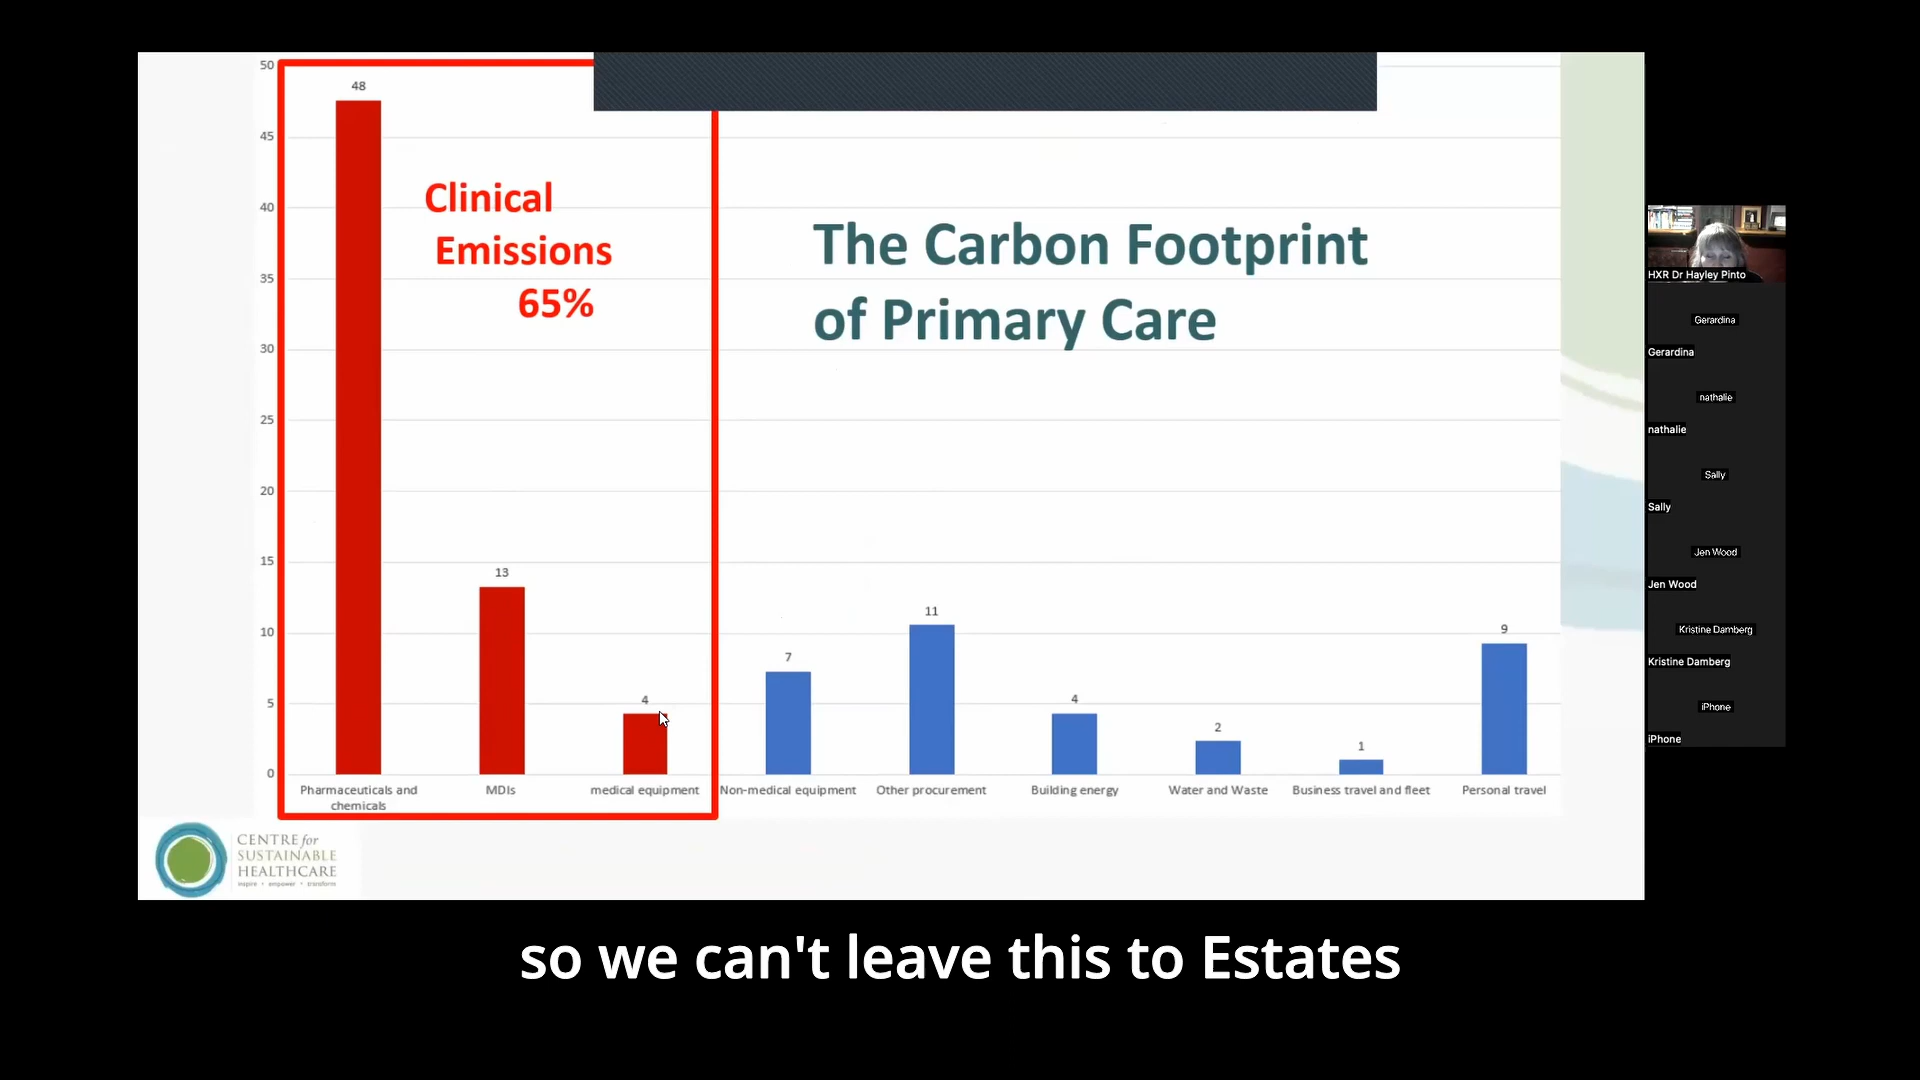 50
45
40
35
30
25
20
15
10
5
0
48
13
4
7
11
4
2
1
9
Clinical
Emissions
65%
The Carbon Footprint
of Primary Care
Pharmaceuticals and
chemicals
MDIs
medical equipment
Non-medical equipment
Other procurement
Building energy
Water and Waste
Business travel and fleet
Personal travel
CENTRE for
SUSTAINABLE
HEALTHCARE
inspire • empower • transform
HXR Dr Hayley Pinto
Gerardina
Gerardina
nathalie
nathalie
Sally
Sally
Jen Wood
Jen Wood
Kristine Damberg
Kristine Damberg
iPhone
iPhone
so we can't leave this to Estates